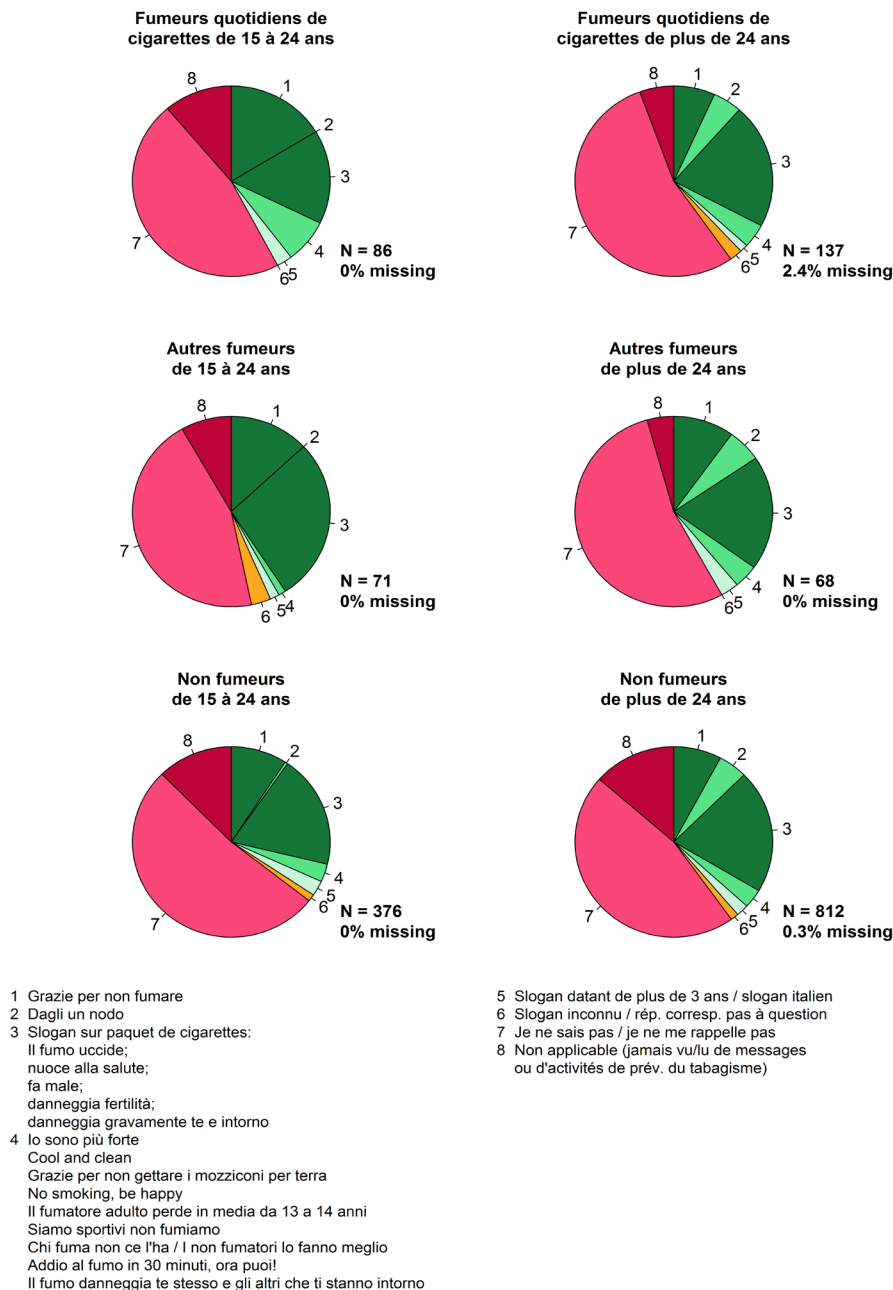 Fumeurs quotidiens de
cigarettes de 15 à 24 ans
1
2
3
4
5
6
7
8
N = 86
0% missing
Fumeurs quotidiens de
cigarettes de plus de 24 ans
1
2
3
4
5
6
7
8
N = 137
2.4% missing
Autres fumeurs
de 15 à 24 ans
1
2
3
4
5
6
7
8
N = 71
0% missing
Autres fumeurs
de plus de 24 ans
1
2
3
4
5
6
7
8
N = 68
0% missing
Non fumeurs
de 15 à 24 ans
1
2
3
4
5
6
7
8
N = 376
0% missing
Non fumeurs
de plus de 24 ans
1
2
3
4
5
6
7
8
N = 812
0.3% missing
1 Grazie per non fumare
2 Dagli un nodo
3 Slogan sur paquet de cigarettes:
Il fumo uccide;
nuoce alla salute;
fa male;
danneggia fertilità;
danneggia gravamente te e intorno
4 Io sono più forte
Cool and clean
Grazie per non gettare i mozziconi per terra
No smoking, be happy
Il fumatore adulto perde in media da 13 a 14 anni
Siamo sportivi non fumiamo
Chi fuma non ce l'ha / I non fumatori lo fanno meglio
Addio al fumo in 30 minuti, ora puoi!
Il fumo danneggia te stesso e gli altri che ti stanno intorno
5 Slogan datant de plus de 3 ans / slogan italien
6 Slogan inconnu / rép. corresp. pas à question
7 Je ne sais pas / je ne me rappelle pas
8 Non applicable (jamais vu/lu de messages
ou d'activités de prév. du tabagisme)